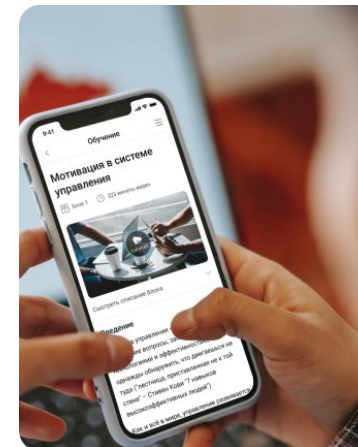 9:41
Обучение
Мотивация в системе
управления
Блок 1
222 минуты видео
Смотреть описание блока
Введение
управления,
вопросы,
и эффективностью
однажды обнаружить, что двигаешься не
туда ("лестница, приставленная не к той
стене" – Стивен Кови "7 навыков
высокоэффективных людей")
Как и всё в мире, управление развивается